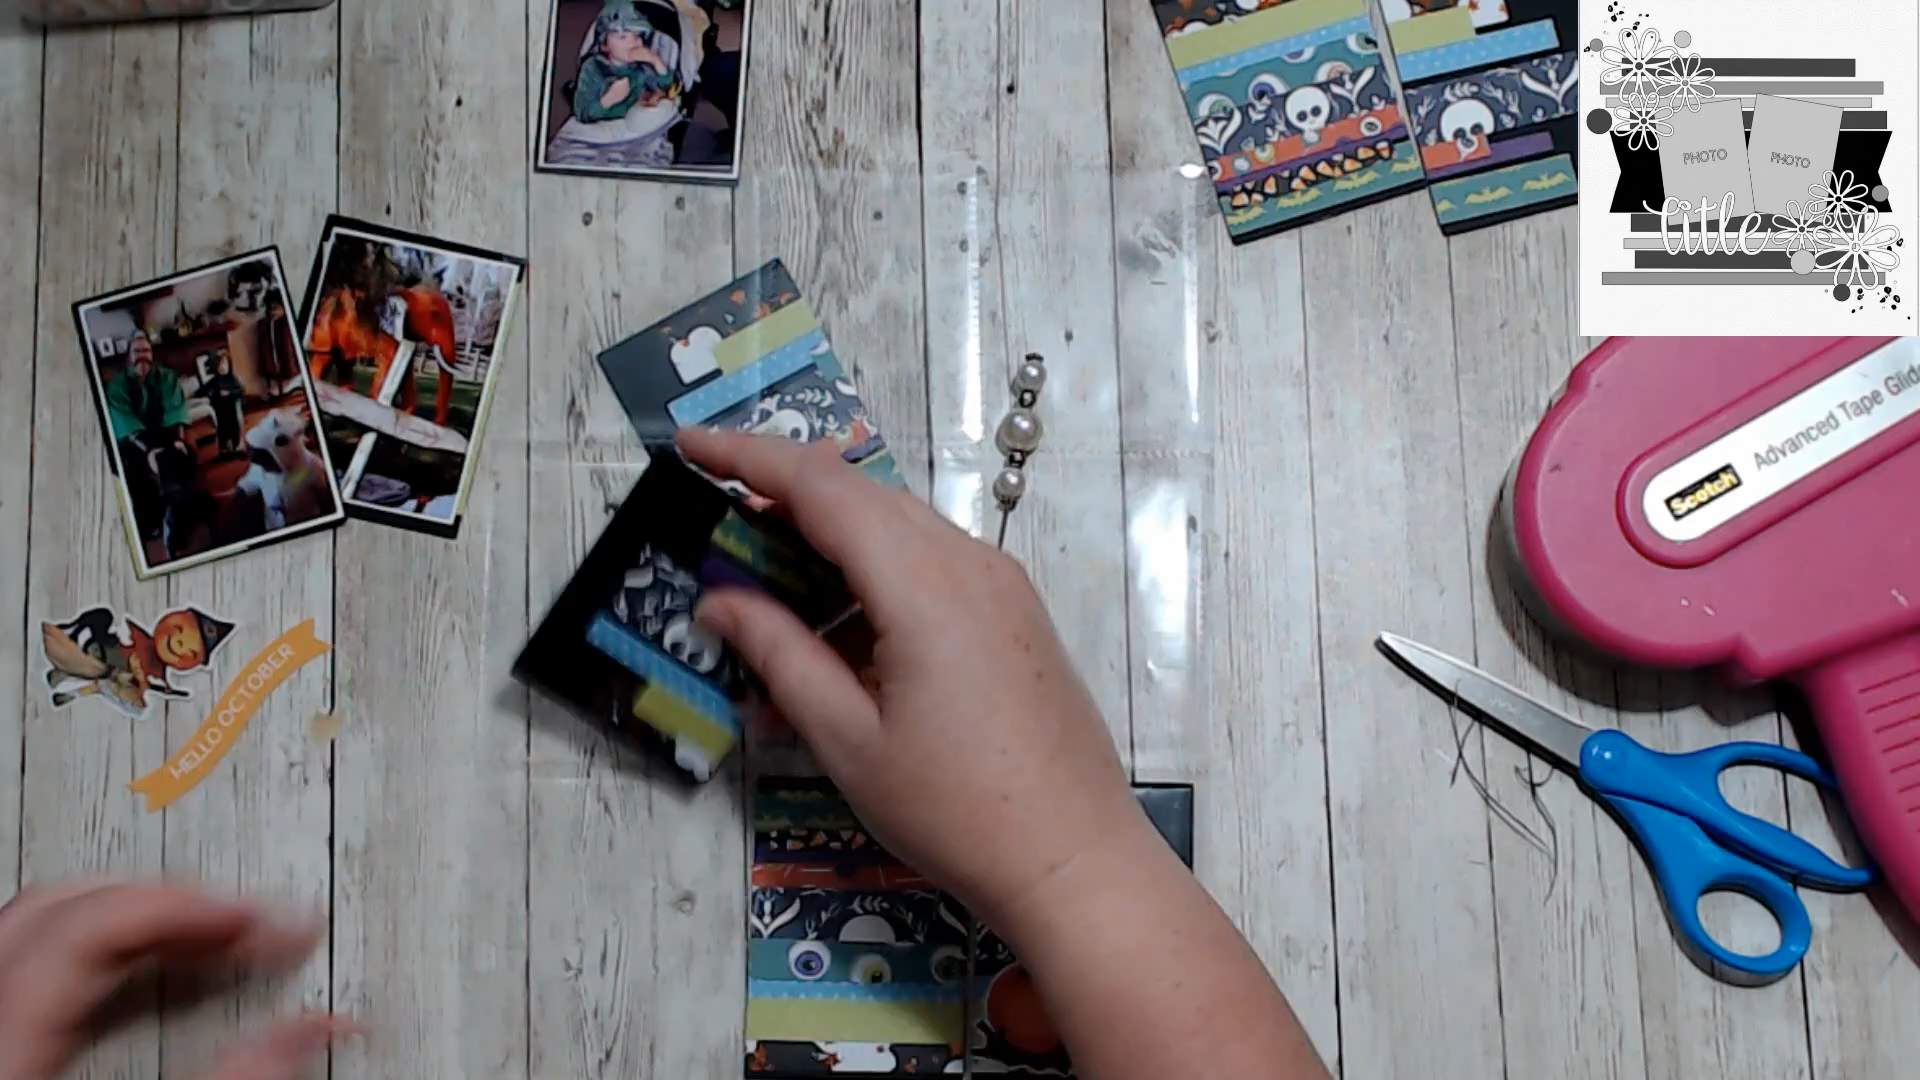 PHOTO
PHOTO
title
Scotch Advanced Tape Glid
HELLO OCTOBER